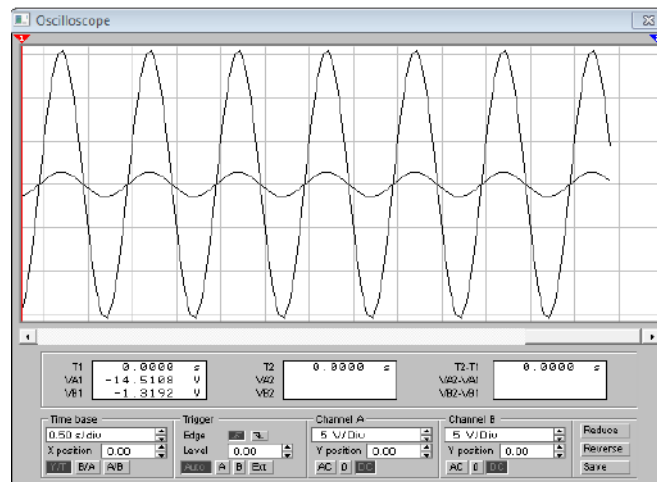 Oscilloscope
1
T1 0.0000 s
VA1 -14.5108 V
VB1 -1.3192 V
T2 0.0000 s
VA2
VB2
T2-T1 0.0000 s
VA2-VA1
VB2-VB1
Time base
0.50 s/div
X position 0.00
Y/T B/A A/B
Trigger
Edge
Level 0.00
Auto A B Ext
Channel A
5 V/Div
Y position 0.00
AC 0 DC
Channel B
5 V/Div
Y position 0.00
AC 0 DC
Reduce
Reverse
Save